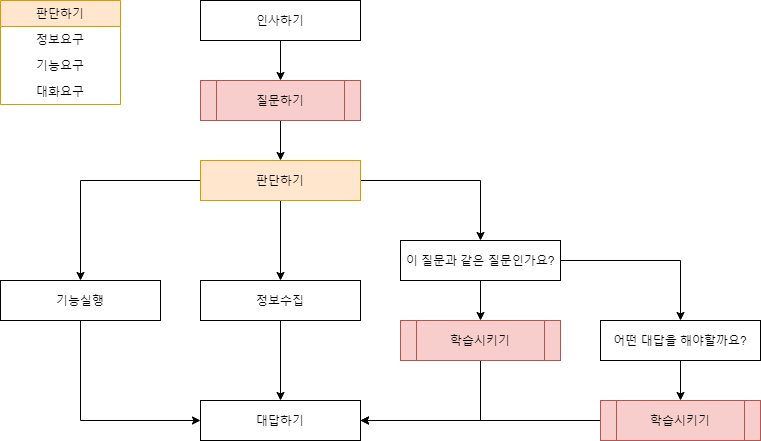 판단하기
정보요구
기능요구
대화요구
인사하기
질문하기
판단하기
이 질문과 같은 질문인가요?
기능실행
정보수집
학습시키기
어떤 대답을 해야할까요?
대답하기
학습시키기